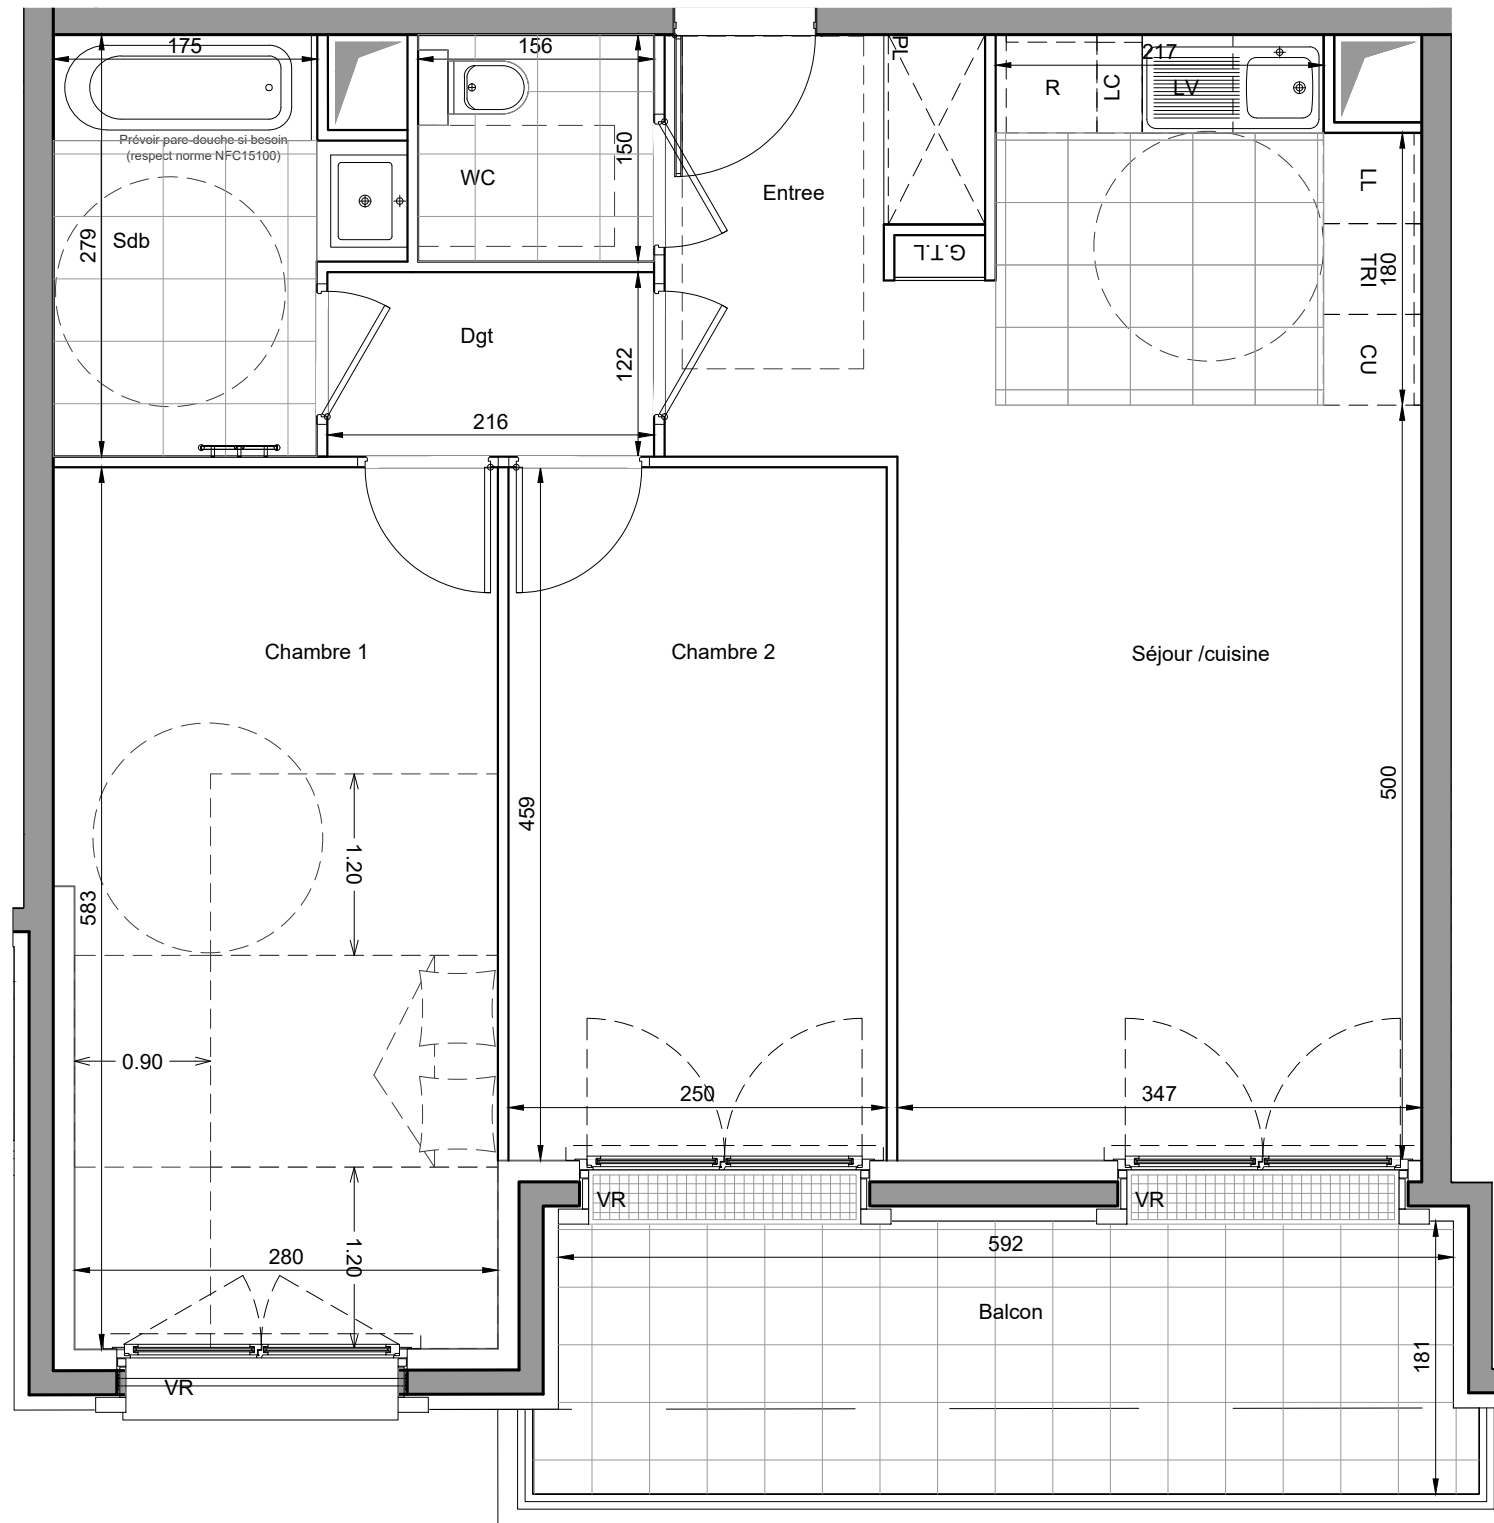 175
156
PL
217
R
LC
LV
Prévoir pare-douche si besoin
(respect norme NFC15100)
150
WC
Entree
LL
Sdb
279
G.T.L
TRI
180
Dgt
122
CU
216
Chambre 1
Chambre 2
Séjour /cuisine
1.20
459
500
583
0.90
250
347
VR
VR
592
280
1.20
Balcon
181
VR